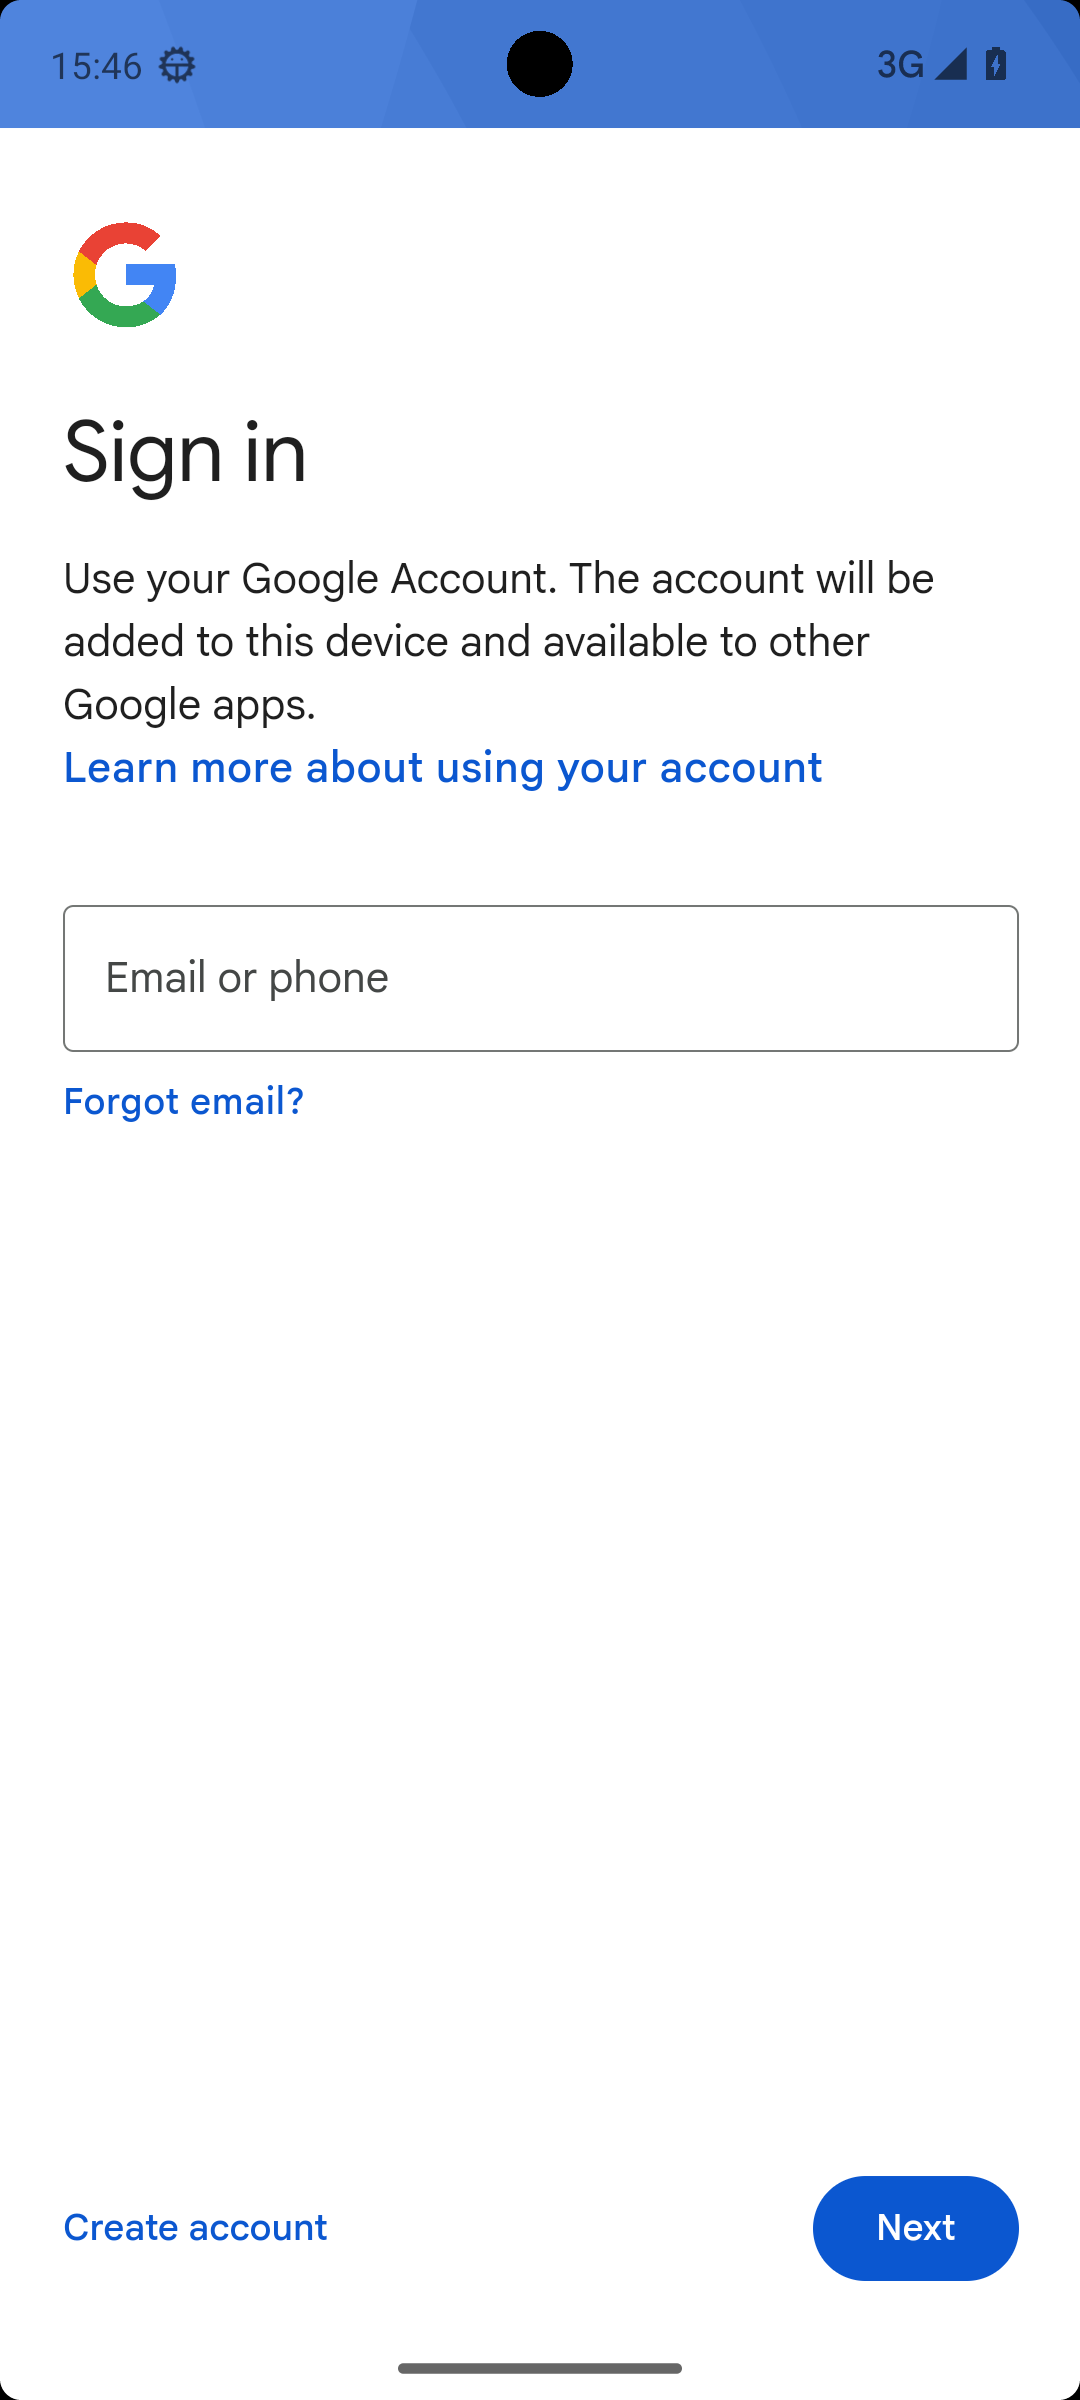 15:46
3G
Sign in
Use your Google Account. The account will be
added to this device and available to other
Google apps.
Learn more about using your account
Email or phone
Forgot email?
Create account
Next